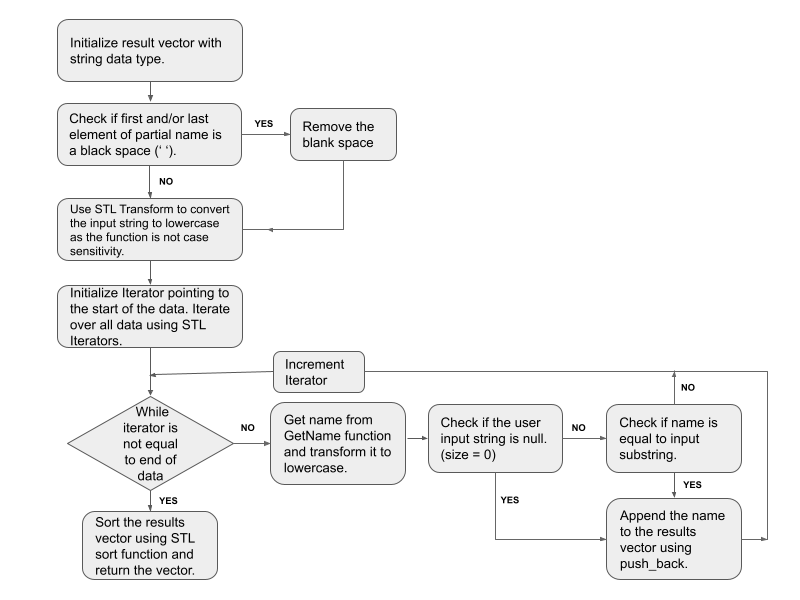 Initialize result vector with
string data type.
Check if first and/or last
element of partial name is
a black space (‘ ‘).
YES
Remove the
blank space
NO
Use STL Transform to convert
the input string to lowercase
as the function is not case
sensitivity.
Initialize Iterator pointing to
the start of the data. Iterate
over all data using STL
Iterators.
Increment
Iterator
While
iterator is
not equal
to end of
data
NO
Get name from
GetName function
and transform it to
lowercase.
Check if the user
input string is null.
(size = 0)
NO
Check if name is
equal to input
substring.
NO
YES
YES
YES
Sort the results
vector using STL
sort function and
return the vector.
Append the name
to the results
vector using
push_back.